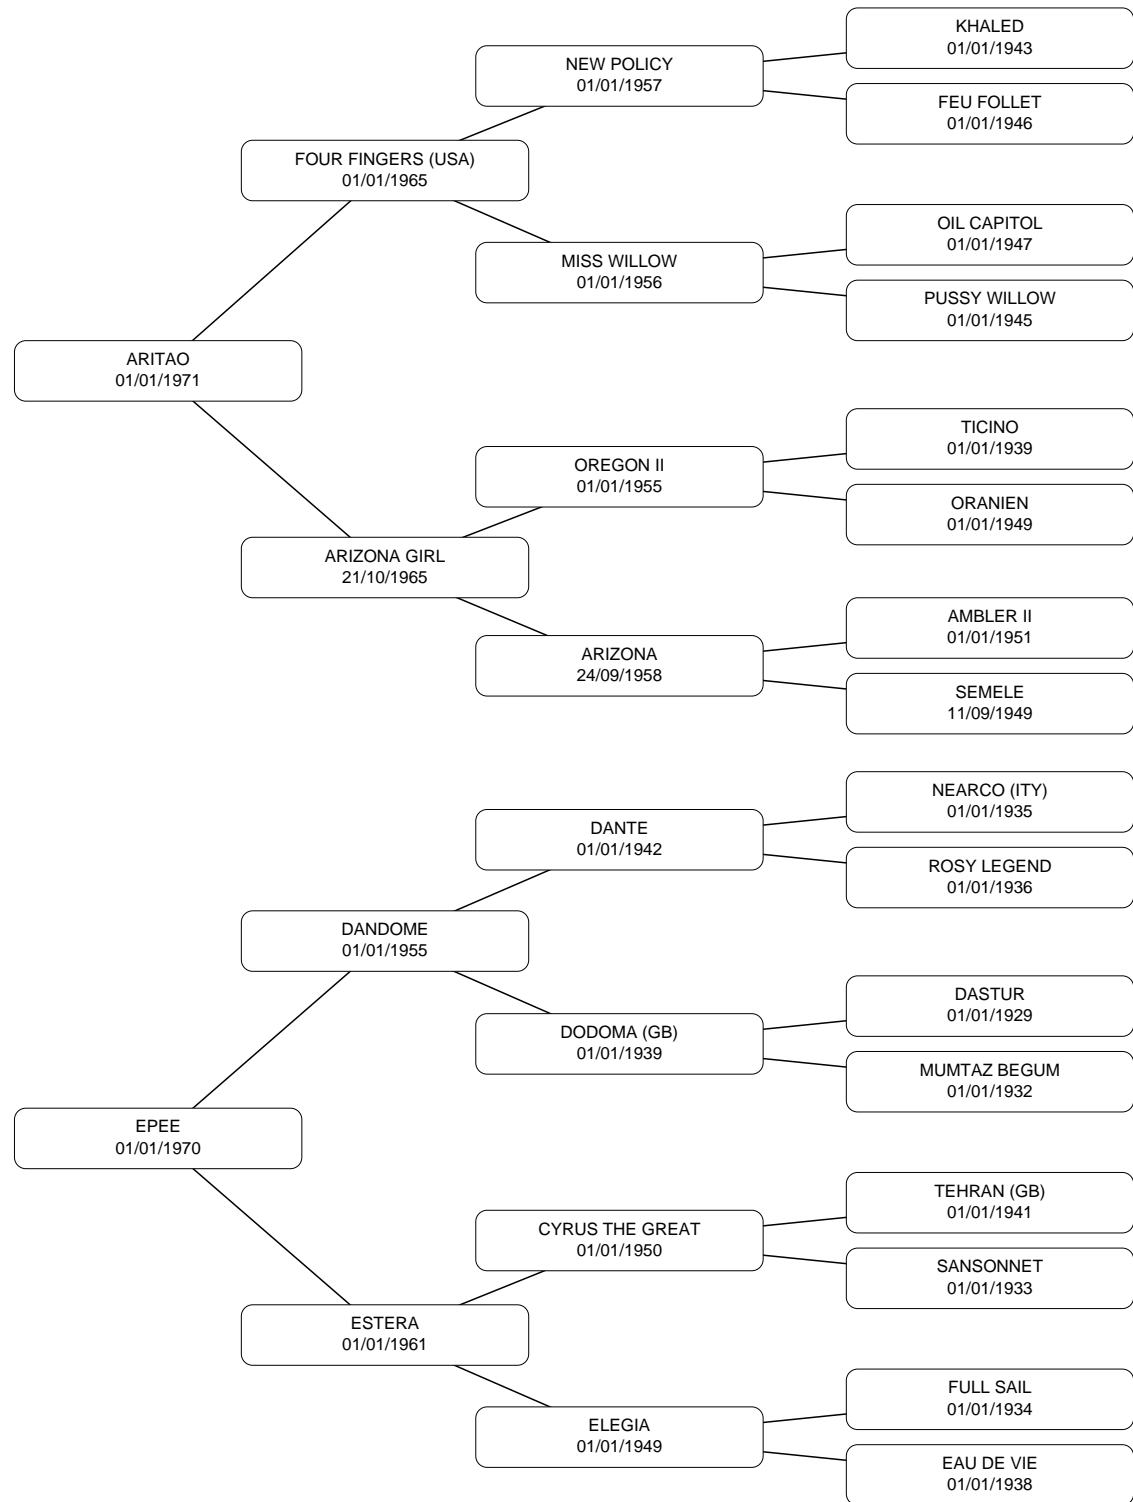 KHALED
01/01/1943
NEW POLICY
01/01/1957
FEU FOLLET
01/01/1946
FOUR FINGERS (USA)
01/01/1965
OIL CAPITOL
01/01/1947
MISS WILLOW
01/01/1956
PUSSY WILLOW
01/01/1945
ARITAO
01/01/1971
TICINO
01/01/1939
OREGON II
01/01/1955
ORANIEN
01/01/1949
ARIZONA GIRL
21/10/1965
AMBLER II
01/01/1951
ARIZONA
24/09/1958
SEMELE
11/09/1949
NEARCO (ITY)
01/01/1935
DANTE
01/01/1942
ROSY LEGEND
01/01/1936
DANDOME
01/01/1955
DASTUR
01/01/1929
DODOMA (GB)
01/01/1939
MUMTAZ BEGUM
01/01/1932
EPEE
01/01/1970
TEHRAN (GB)
01/01/1941
CYRUS THE GREAT
01/01/1950
SANSONNET
01/01/1933
ESTERA
01/01/1961
FULL SAIL
01/01/1934
ELEGIA
01/01/1949
EAU DE VIE
01/01/1938